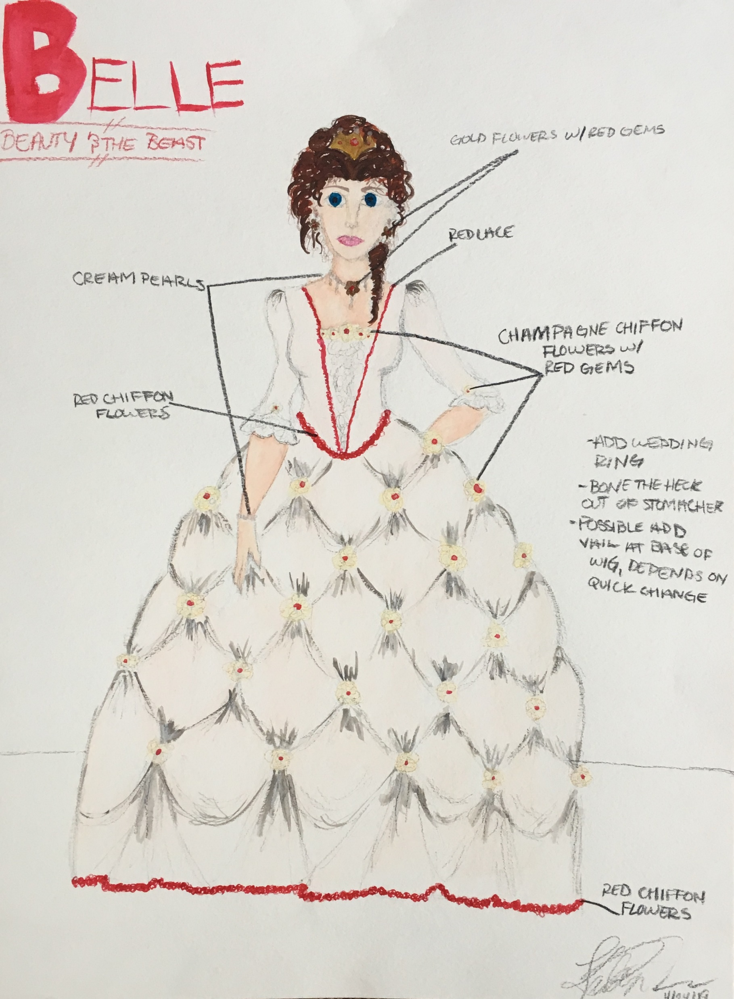 BELLE
BEAUTY & THE BEAST
GOLD FLOWERS W/RED GEMS
RED LACE
CREAM PEARLS
CHAMPAGNE CHIFFON
FLOWERS W/
RED GEMS
RED CHIFFON
FLOWERS
-ADD WEDDING
RING
-BONE THE HECK
OUT OF STOMACHER
-POSSIBLE ADD
VAIL AT BASE OF
WIG, DEPENDS ON
QUICK CHANGE
RED CHIFFON
FLOWERS